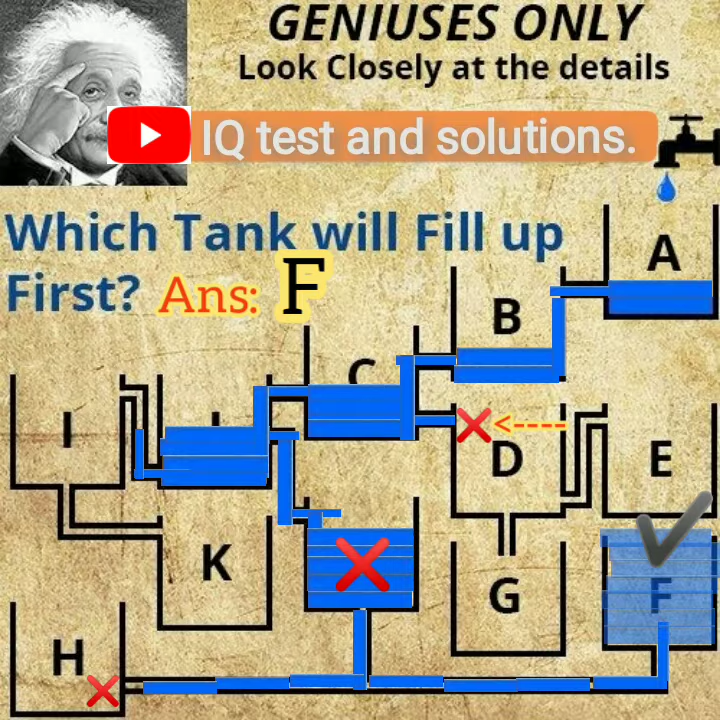 GENIUSES ONLY
Look Closely at the details
IQ test and solutions.
Which Tank will Fill up
First? Ans: F
A
B
C
I
D
E
K
G
F
H